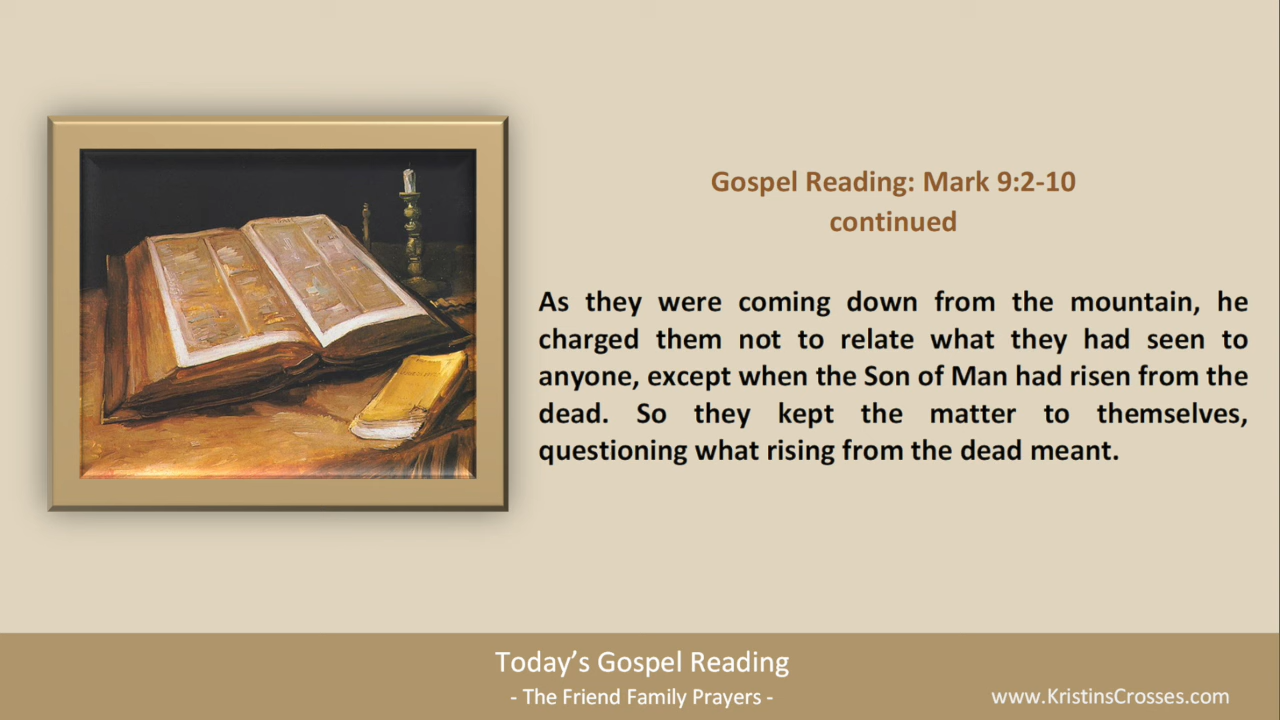 Gospel Reading: Mark 9:2-10
continued
As they were coming down from the mountain, he
charged them not to relate what they had seen to
anyone, except when the Son of Man had risen from the
dead. So they kept the matter to themselves,
questioning what rising from the dead meant.
Today’s Gospel Reading
- The Friend Family Prayers -
www.KristinsCrosses.com